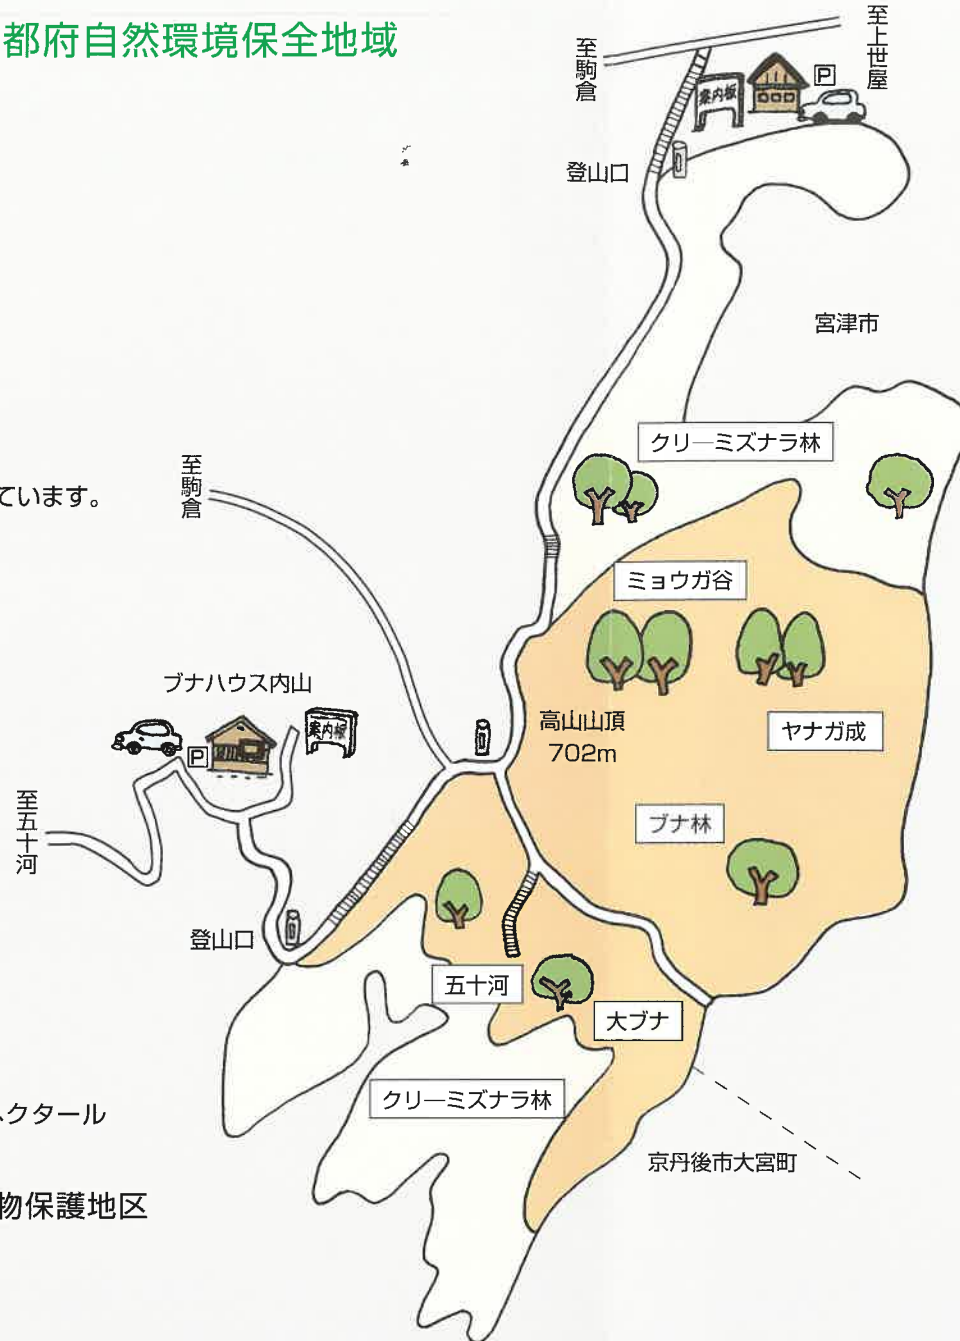 都府自然環境保全地域
至駒倉
至上世屋
案内板
P
登山口
宮津市
クリ―ミズナラ林
至駒倉
ています。
ミョウガ谷
ブナハウス内山
案内板
P
高山山頂
702m
ヤナガ成
至五十河
ブナ林
登山口
五十河
大ブナ
クリ―ミズナラ林
クタール
京丹後市大宮町
物保護地区